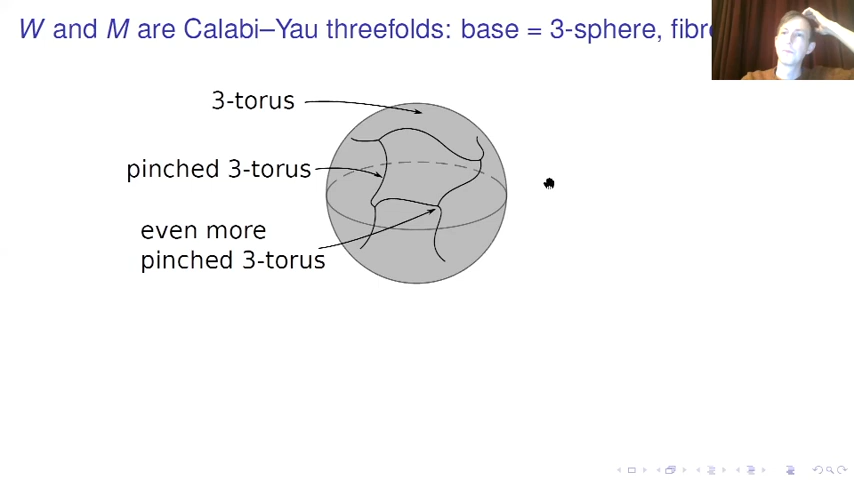 W and M are Calabi–Yau threefolds: base = 3-sphere, fibre
3-torus
pinched 3-torus
even more
pinched 3-torus